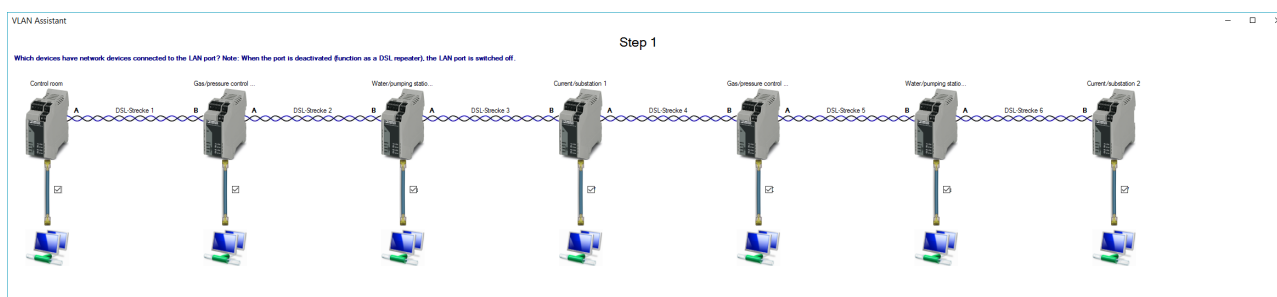 VLAN Assistant
Step 1
Which devices have network devices connected to the LAN port? Note: When the port is deactivated (function as a DSL repeater), the LAN port is switched off.
Control room Gas/pressure control ... Water/pumping statio... Current/substation 1 Gas/pressure control ... Water/pumping statio... Current/substation 2
A DSL-Strecke 1 B A DSL-Strecke 2 B A DSL-Strecke 3 B A DSL-Strecke 4 B A DSL-Strecke 5 B A DSL-Strecke 6 B